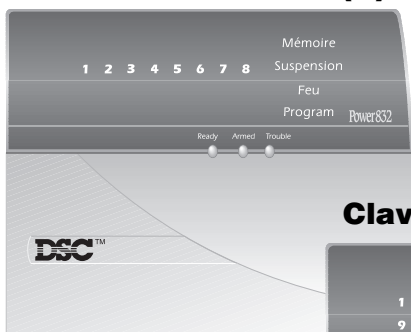 Mémoire
1 2 3 4 5 6 7 8 Suspension
Feu
Program Power832
Ready Armed Trouble
Clav
DSC™
1
9